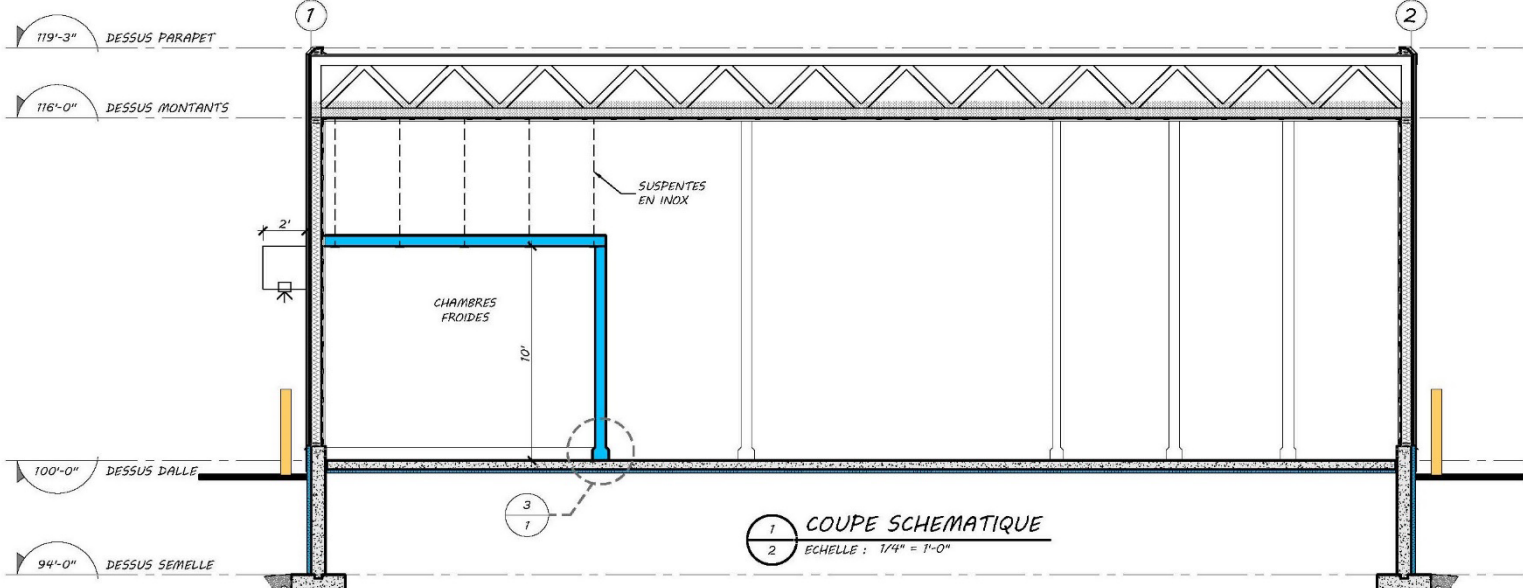 1
2
119'-3" DESSUS PARAPET
116'-0" DESSUS MONTANTS
SUSPENTES
EN INOX
2'
CHAMBRES
FROIDES
10'
100'-0" DESSUS DALLE
3
1
1 COUPE SCHEMATIQUE
2 ECHELLE : 1/4" = 1'-0"
94'-0" DESSUS SEMELLE